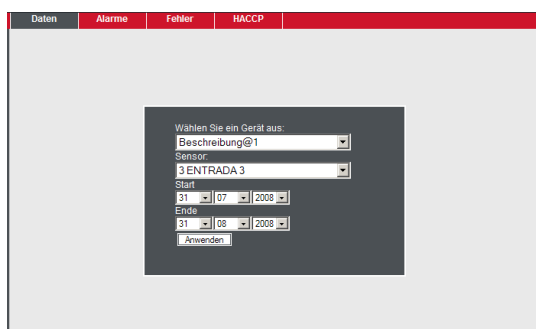 Daten Alarme Fehler HACCP
Wählen Sie ein Gerät aus:
Beschreibung@1
Sensor:
3 ENTRADA 3
Start
31 07 2008
Ende
31 08 2008
Anwenden